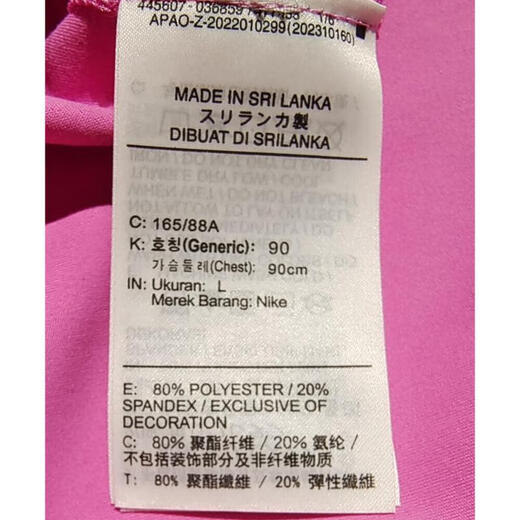 APAO-Z-2022010299(202310160)
MADE IN SRI LANKA
スリランカ製
DIBUAT DI SRILANKA
C: 165/88A
K: 호칭(Generic): 90
가슴둘레(Chest): 90cm
IN: Ukuran: L
Merek Barang: Nike
E: 80% POLYESTER / 20%
SPANDEX / EXCLUSIVE OF
DECORATION
C: 80% 聚酯纤维 / 20% 氨纶 /
不包括装饰部分及非纤维物质
T: 80% 聚酯纖維 / 20% 彈性纖維